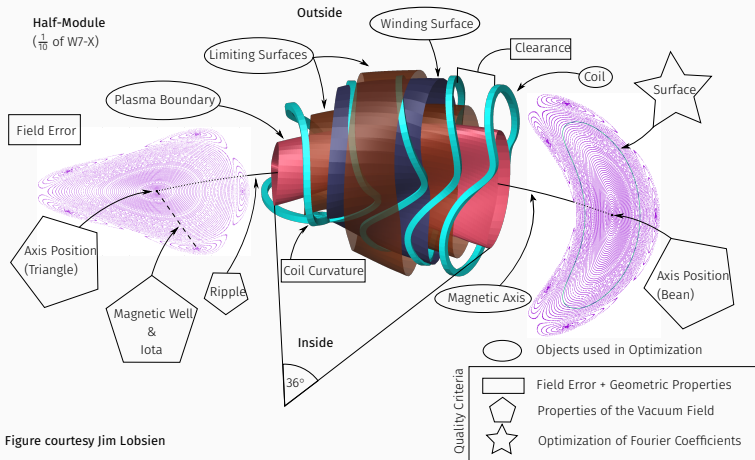 Half-Module
(1/10 of W7-X)
Outside
Limiting Surfaces
Winding Surface
Clearance
Coil
Surface
Plasma Boundary
Field Error
Axis Position
(Triangle)
Magnetic Well
&
Iota
Ripple
Coil Curvature
Magnetic Axis
Axis Position
(Bean)
Inside
36°
Objects used in Optimization
Quality Criteria
Field Error + Geometric Properties
Properties of the Vacuum Field
Optimization of Fourier Coefficients
Figure courtesy Jim Lobsien